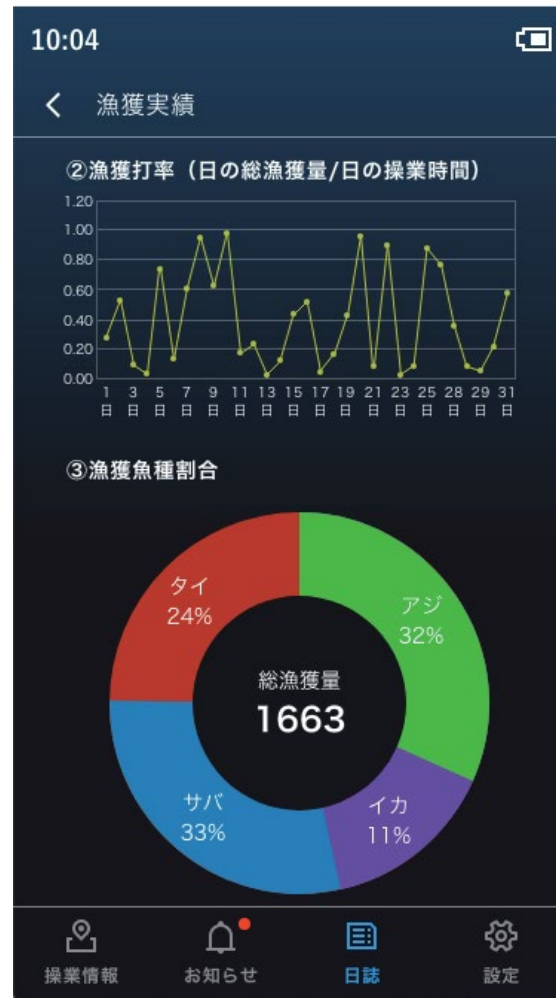 10:04
漁獲実績
②漁獲打率（日の総漁獲量/日の操業時間）
1.20
1.00
0.80
0.60
0.40
0.20
0.00
1 3 5 7 9 11 13 15 17 19 21 23 25 28 29 31
日 日 日 日 日 日 日 日 日 日 日 日 日 日 日 日
③漁獲魚種割合
タイ
24%
アジ
32%
総漁獲量
1663
サバ
33%
イカ
11%
操業情報 お知らせ 日誌 設定